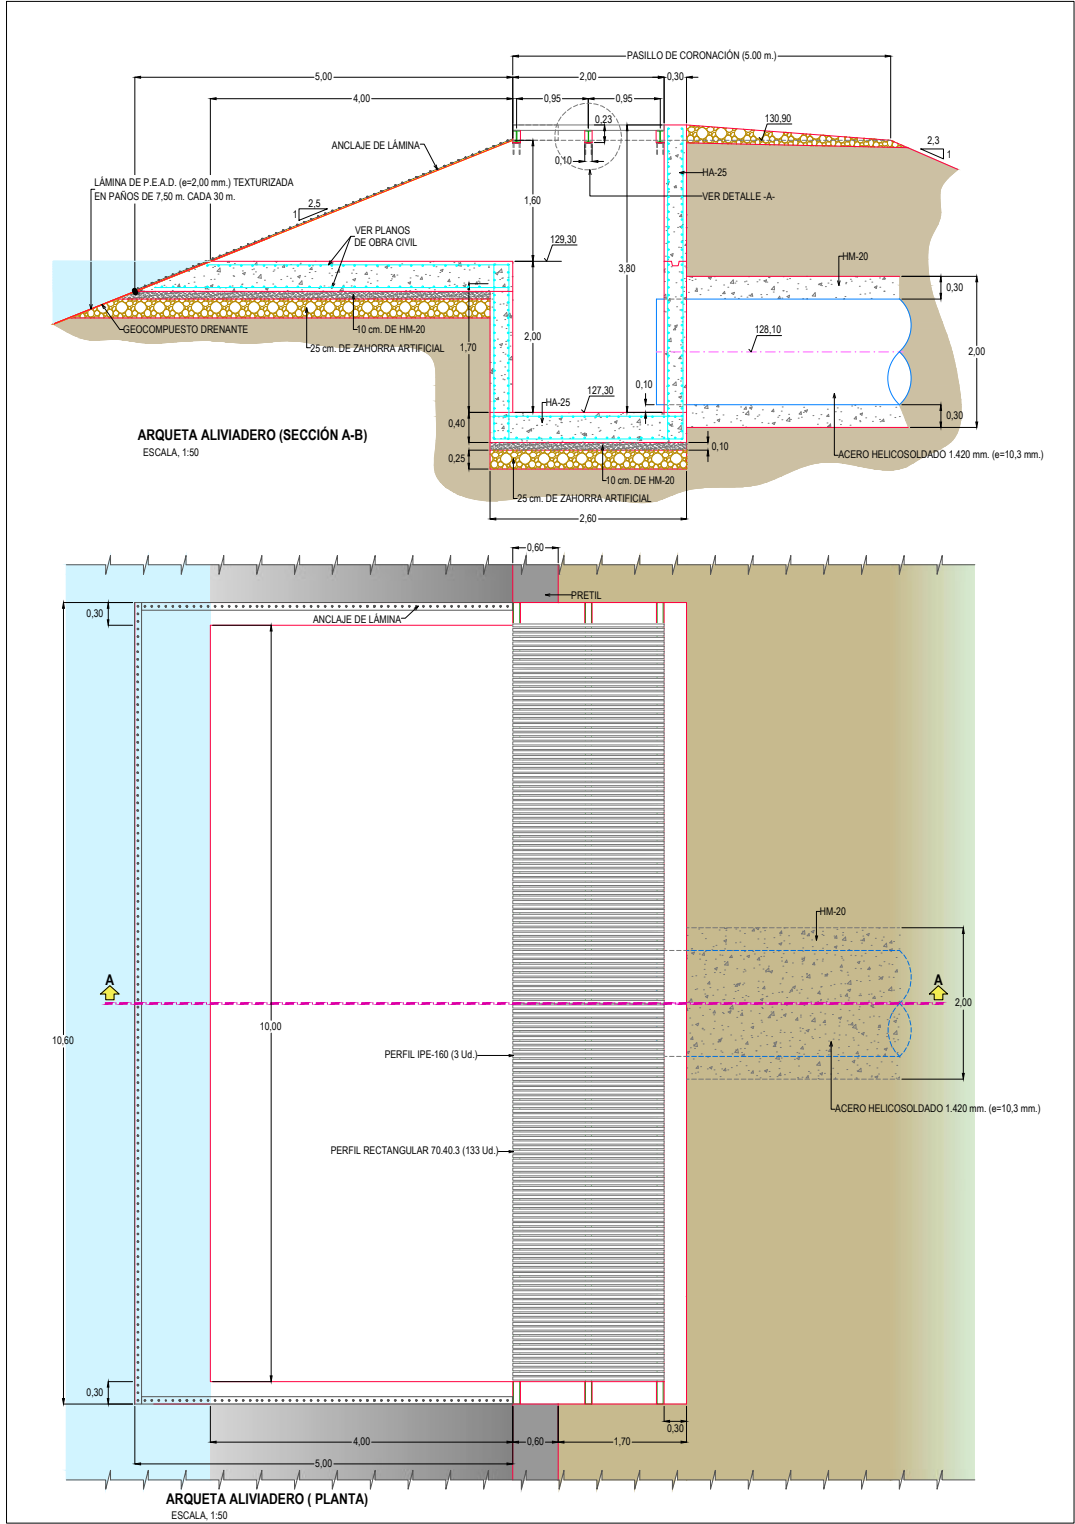 PASILLO DE CORONACIÓN (5.00 m.)
5,00
2,00
0,30
4,00
0,95
0,95
0,23
130,90
2,3
1
ANCLAJE DE LÁMINA
0,10
HA-25
LÁMINA DE P.E.A.D. (e=2,00 mm.) TEXTURIZADA
EN PAÑOS DE 7,50 m. CADA 30 m.
VER DETALLE -A-
2,5
1
1,60
VER PLANOS
DE OBRA CIVIL
129,30
3,80
HM-20
0,30
GEOCOMPUESTO DRENANTE
10 cm. DE HM-20
128,10
25 cm. DE ZAHORRA ARTIFICIAL
1,70
2,00
2,00
0,10
127,30
HA-25
0,30
0,40
ARQUETA ALIVIADERO (SECCIÓN A-B)
ESCALA, 1:50
0,10
ACERO HELICOSOLDADO 1.420 mm. (e=10,3 mm.)
0,25
10 cm. DE HM-20
25 cm. DE ZAHORRA ARTIFICIAL
2,60
0,60
PRETIL
0,30
ANCLAJE DE LÁMINA
HM-20
A
A
2,00
10,00
10,60
PERFIL IPE-160 (3 Ud.)
ACERO HELICOSOLDADO 1.420 mm. (e=10,3 mm.)
PERFIL RECTANGULAR 70.40.3 (133 Ud.)
0,30
0,30
4,00
0,60
1,70
5,00
ARQUETA ALIVIADERO ( PLANTA)
ESCALA, 1:50